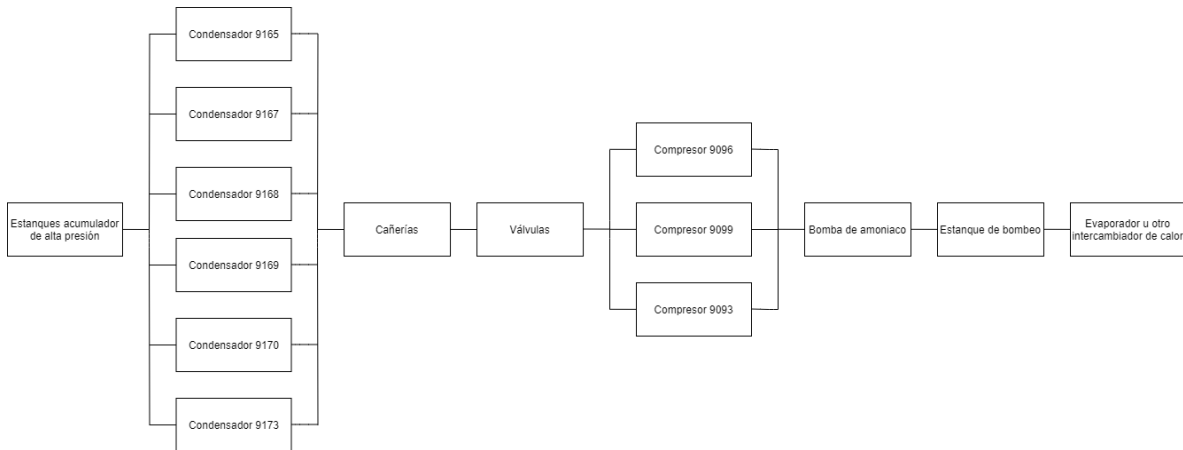 Estanques acumulador
de alta presión
Condensador 9165
Condensador 9167
Condensador 9168
Condensador 9169
Condensador 9170
Condensador 9173
Cañerías
Válvulas
Compresor 9096
Compresor 9099
Compresor 9093
Bomba de amoniaco
Estanque de bombeo
Evaporador u otro
intercambiador de calor